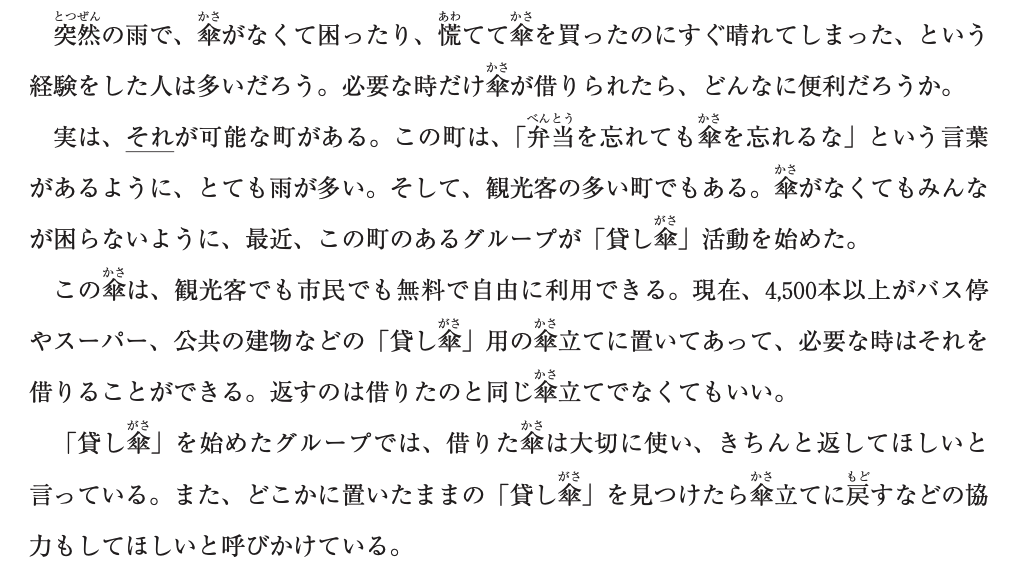 突然の雨で、傘がなくて困ったり、慌てて傘を買ったのにすぐ晴れてしまった、という
経験をした人は多いだろう。必要な時だけ傘が借りられたら、どんなに便利だろうか。
実は、それが可能な町がある。この町は、「弁当を忘れても傘を忘れるな」という言葉
があるように、とても雨が多い。そして、観光客の多い町でもある。傘がなくてもみんな
が困らないように、最近、この町のあるグループが「貸し傘」活動を始めた。
この傘は、観光客でも市民でも無料で自由に利用できる。現在、4,500本以上がバス停
やスーパー、公共の建物などの「貸し傘」用の傘立てに置いてあって、必要な時はそれを
借りることができる。返すのは借りたのと同じ傘立てでなくてもいい。
「貸し傘」を始めたグループでは、借りた傘は大切に使い、きちんと返してほしいと
言っている。また、どこかに置いたままの「貸し傘」を見つけたら傘立てに戻すなどの協
力もしてほしいと呼びかけている。